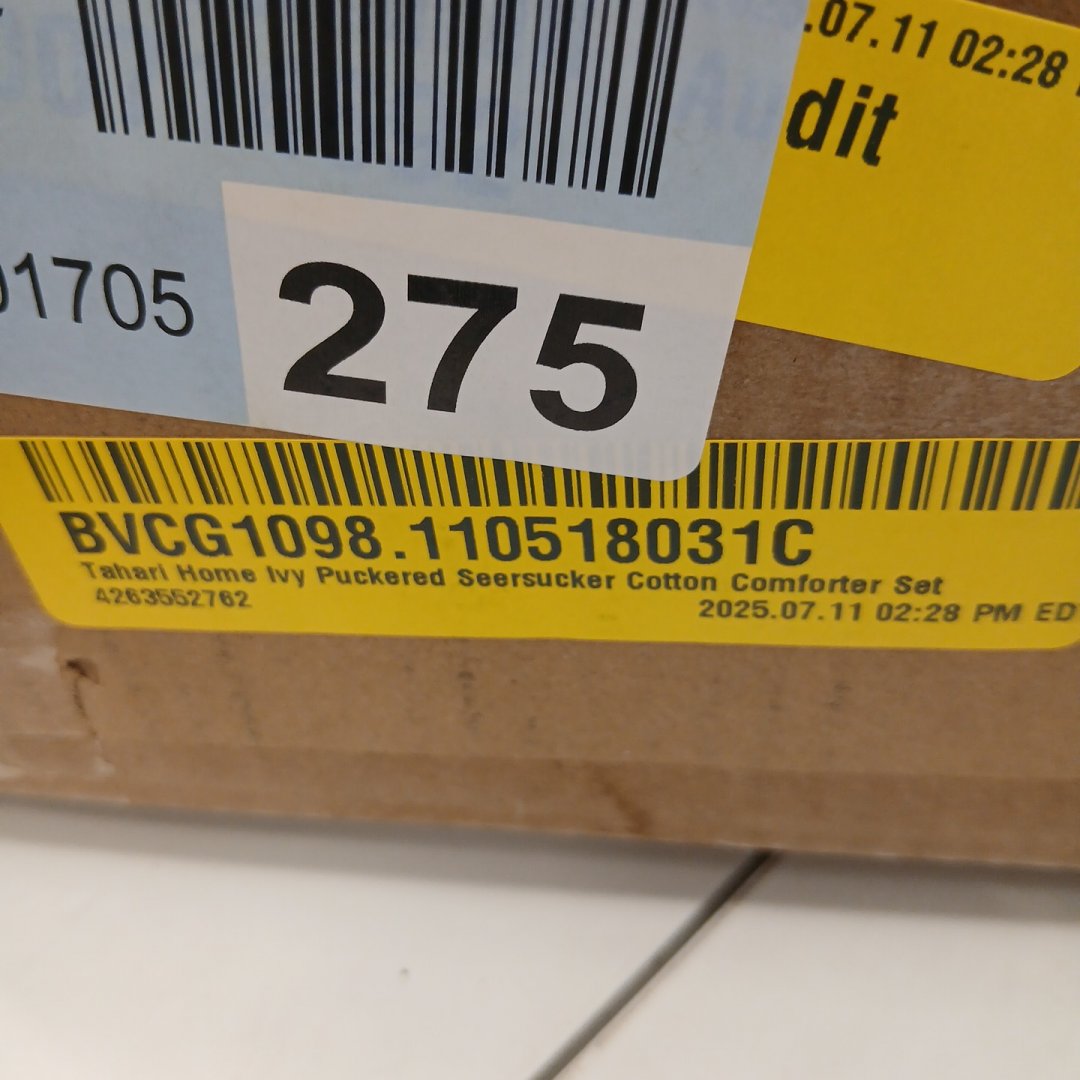 .07.11 02:28
dit
01705
275
BVCG1098.110518031C
Tahari Home Ivy Puckered Seersucker Cotton Comforter Set
4263552762
2025.07.11 02:28 PM ED